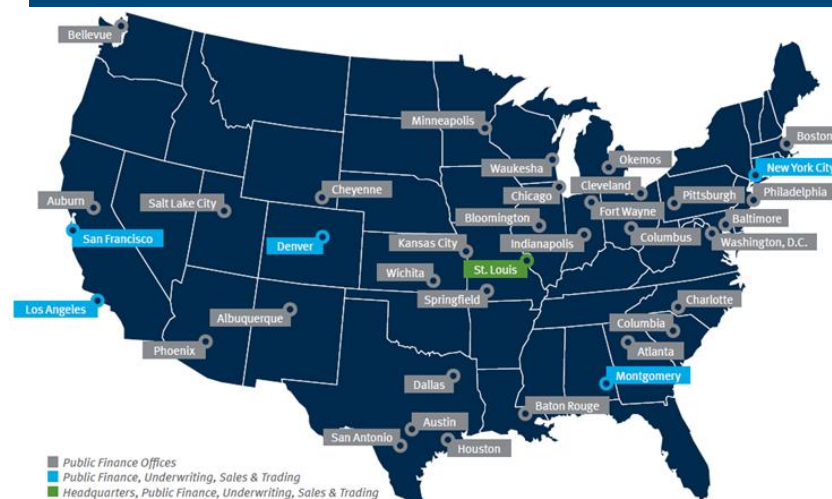 Bellevue
Minneapolis
Boston
Waukesha
Okemos
New York City
Cheyenne
Chicago
Cleveland
Pittsburgh
Philadelphia
Auburn
Salt Lake City
Bloomington
Fort Wayne
Baltimore
San Francisco
Denver
Kansas City
Indianapolis
Columbus
Washington, D.C.
St. Louis
Wichita
Springfield
Los Angeles
Albuquerque
Charlotte
Columbia
Phoenix
Atlanta
Dallas
Montgomery
Baton Rouge
Austin
San Antonio
Houston
Public Finance Offices
Public Finance, Underwriting, Sales & Trading
Headquarters, Public Finance, Underwriting, Sales & Trading